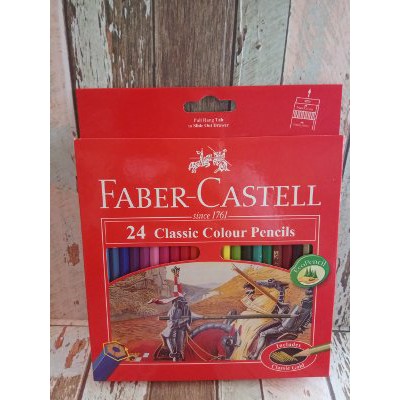 Pull Hang Tab
to Slide Out Drawer
FABER-CASTELL
since 1761
24 Classic Colour Pencils
EcoPencil
Includes
Classic Gold